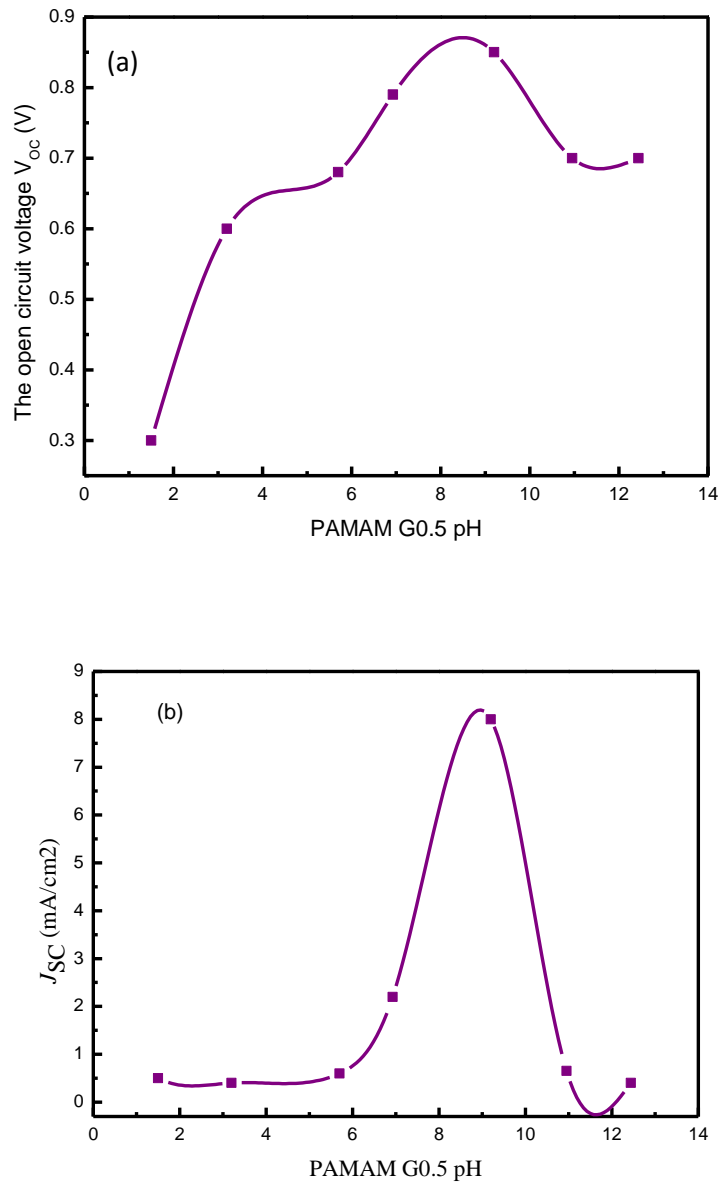 (a)
The open circuit voltage V_OC (V)
0.9
0.8
0.7
0.6
0.5
0.4
0.3
0 2 4 6 8 10 12 14
PAMAM G0.5 pH
(b)
J_SC (mA/cm2)
9
8
7
6
5
4
3
2
1
0
0 2 4 6 8 10 12 14
PAMAM G0.5 pH